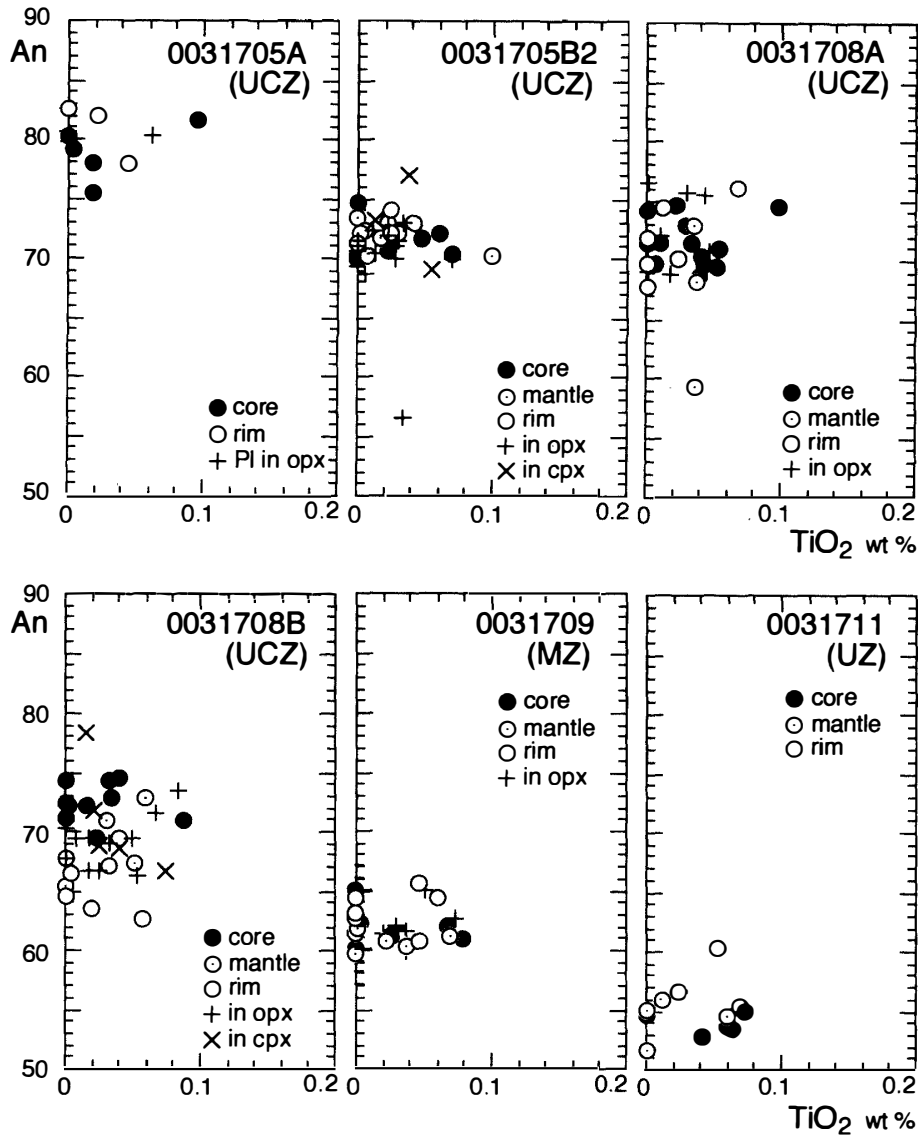 90
An
80
70
60
50
0031705A
(UCZ)
core
rim
Pl in opx
0
0.1
0.2
0031705B2
(UCZ)
core
mantle
rim
in opx
in cpx
0
0.1
0.2
0031708A
(UCZ)
core
mantle
rim
in opx
0
0.1
0.2
TiO2 wt %
90
An
80
70
60
50
0031708B
(UCZ)
core
mantle
rim
in opx
in cpx
0
0.1
0.2
0031709
(MZ)
core
mantle
rim
in opx
0
0.1
0.2
0031711
(UZ)
core
mantle
rim
0
0.1
0.2
TiO2 wt %